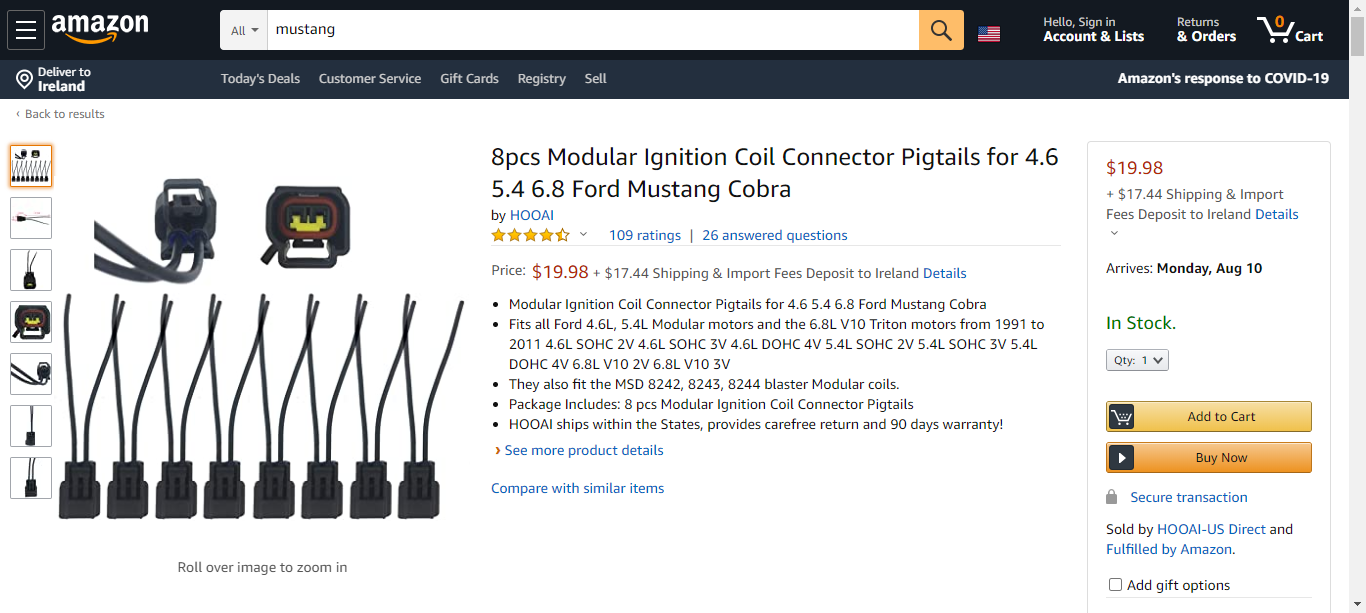 amazon
All
mustang
Hello, Sign in
Account & Lists
Returns
& Orders
0
Cart
Deliver to
Ireland
Today's Deals
Customer Service
Gift Cards
Registry
Sell
Amazon's response to COVID-19
‹ Back to results
8pcs Modular Ignition Coil Connector Pigtails for 4.6
5.4 6.8 Ford Mustang Cobra
by HOOAI
109 ratings | 26 answered questions
Price: $19.98 + $17.44 Shipping & Import Fees Deposit to Ireland Details
• Modular Ignition Coil Connector Pigtails for 4.6 5.4 6.8 Ford Mustang Cobra
• Fits all Ford 4.6L, 5.4L Modular motors and the 6.8L V10 Triton motors from 1991 to
2011 4.6L SOHC 2V 4.6L SOHC 3V 4.6L DOHC 4V 5.4L SOHC 2V 5.4L SOHC 3V 5.4L
DOHC 4V 6.8L V10 2V 6.8L V10 3V
• They also fit the MSD 8242, 8243, 8244 blaster Modular coils.
• Package Includes: 8 pcs Modular Ignition Coil Connector Pigtails
• HOOAI ships within the States, provides carefree return and 90 days warranty!
› See more product details
Compare with similar items
Roll over image to zoom in
$19.98
+ $17.44 Shipping & Import
Fees Deposit to Ireland Details
Arrives: Monday, Aug 10
In Stock.
Qty: 1
Add to Cart
Buy Now
Secure transaction
Sold by HOOAI-US Direct and
Fulfilled by Amazon.
Add gift options